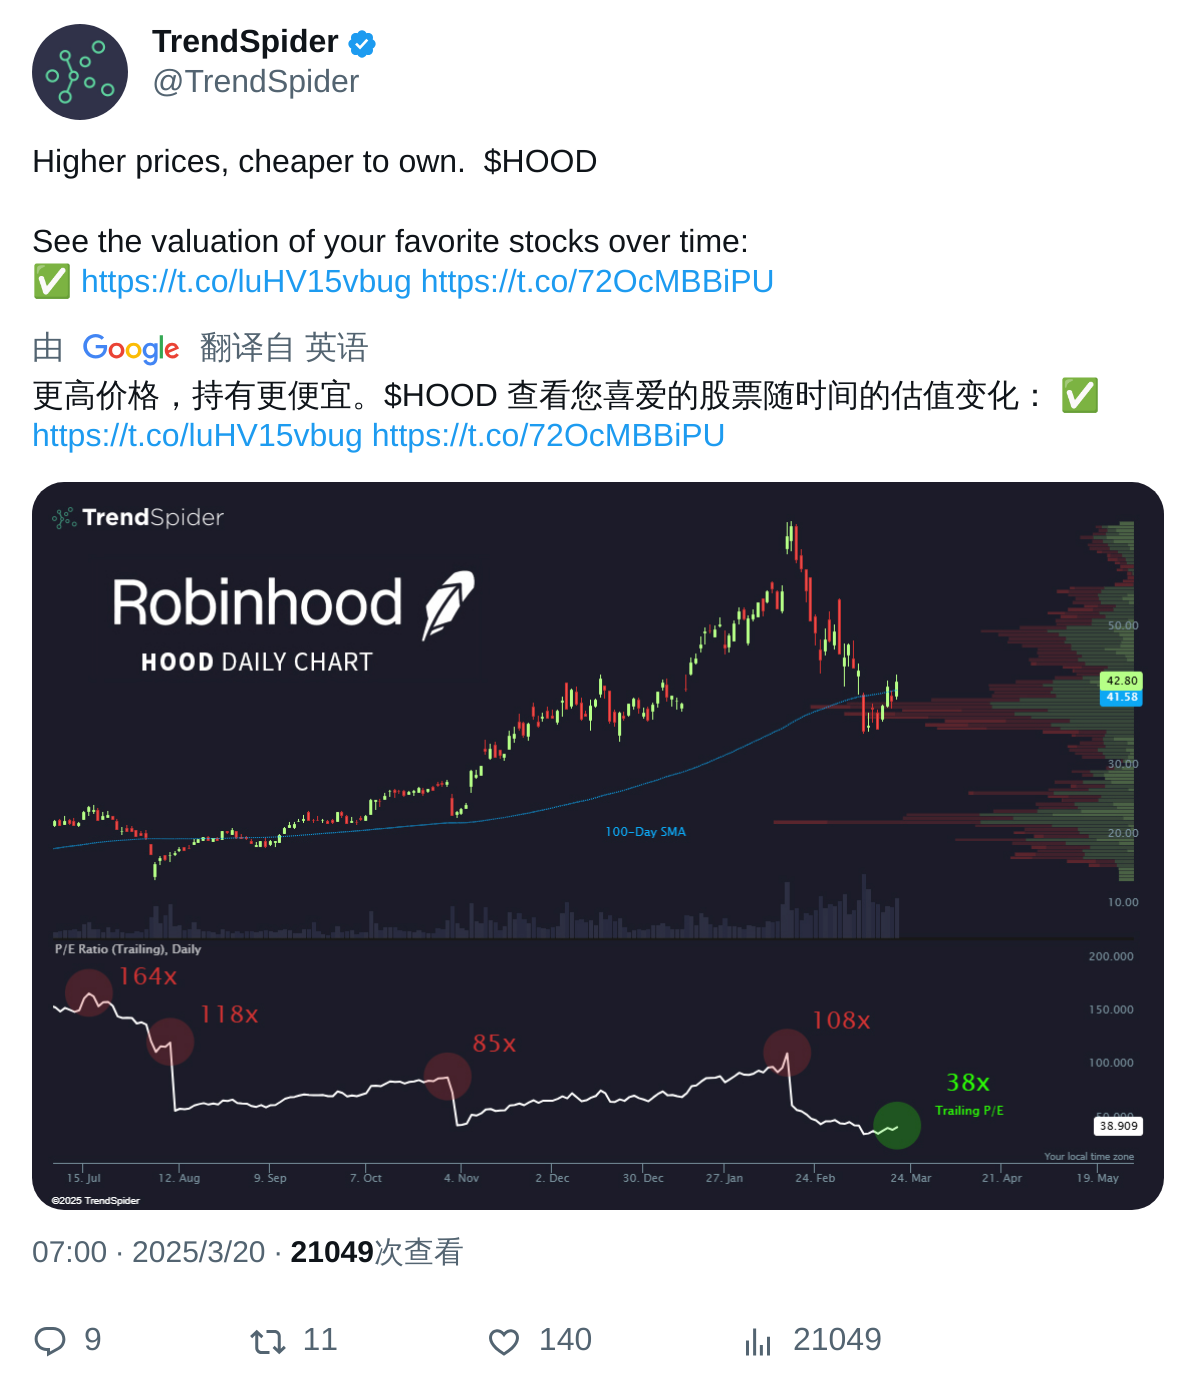 TrendSpider
@TrendSpider
Higher prices, cheaper to own.  $HOOD
See the valuation of your favorite stocks over time:
✅ https://t.co/luHV15vbug https://t.co/72OcMBBiPU
由 Google 翻译自 英语
更高价格，持有更便宜。$HOOD 查看您喜爱的股票随时间的估值变化： ✅
https://t.co/luHV15vbug https://t.co/72OcMBBiPU
TrendSpider
Robinhood
HOOD DAILY CHART
50.00
42.80
41.58
30.00
100-Day SMA
20.00
10.00
P/E Ratio (Trailing), Daily
200.000
164x
118x
150.000
108x
85x
100.000
38x
Trailing P/E
50.000
38.909
Your local time zone
15. Jul 12. Aug 9. Sep 7. Oct 4. Nov 2. Dec 30. Dec 27. Jan 24. Feb 24. Mar 21. Apr 19. May
©2025 TrendSpider
07:00 · 2025/3/20 · 21049次查看
9 11 140 21049